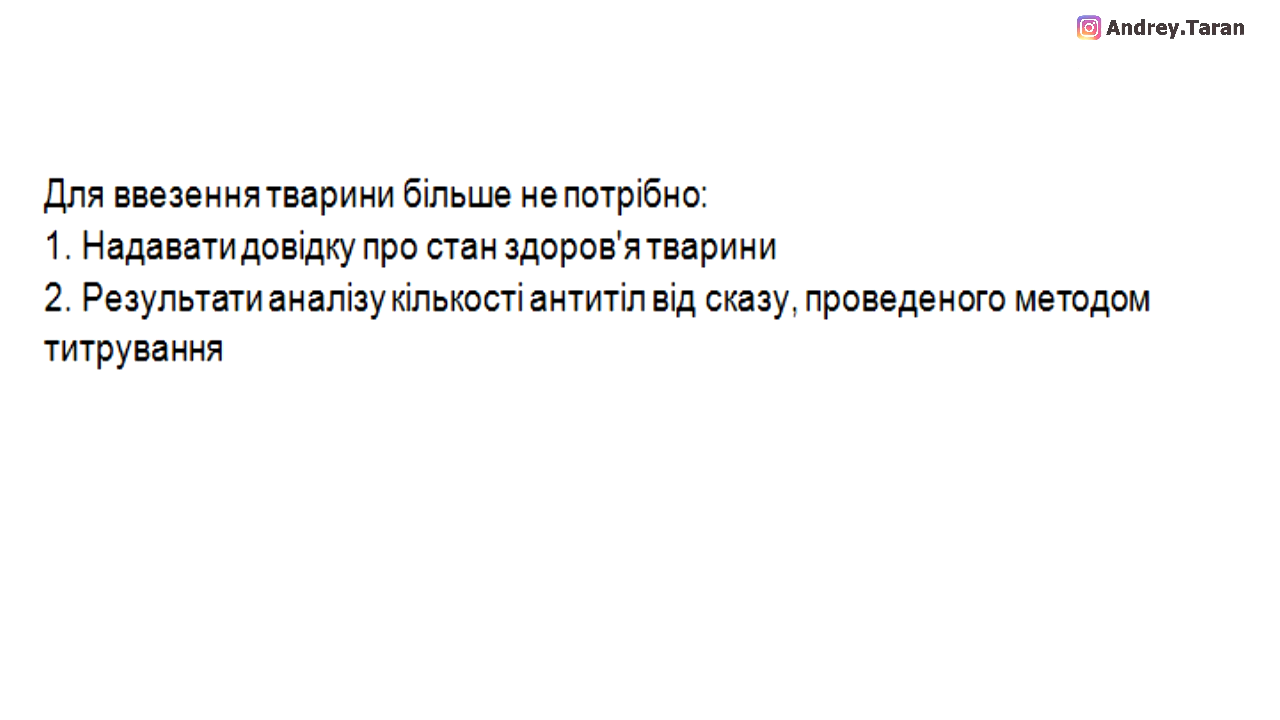 Andrey.Taran
Для ввезення тварини більше не потрібно:
1. Надавати довідку про стан здоров'я тварини
2. Результати аналізу кількості антитіл від сказу, проведеного методом
титрування